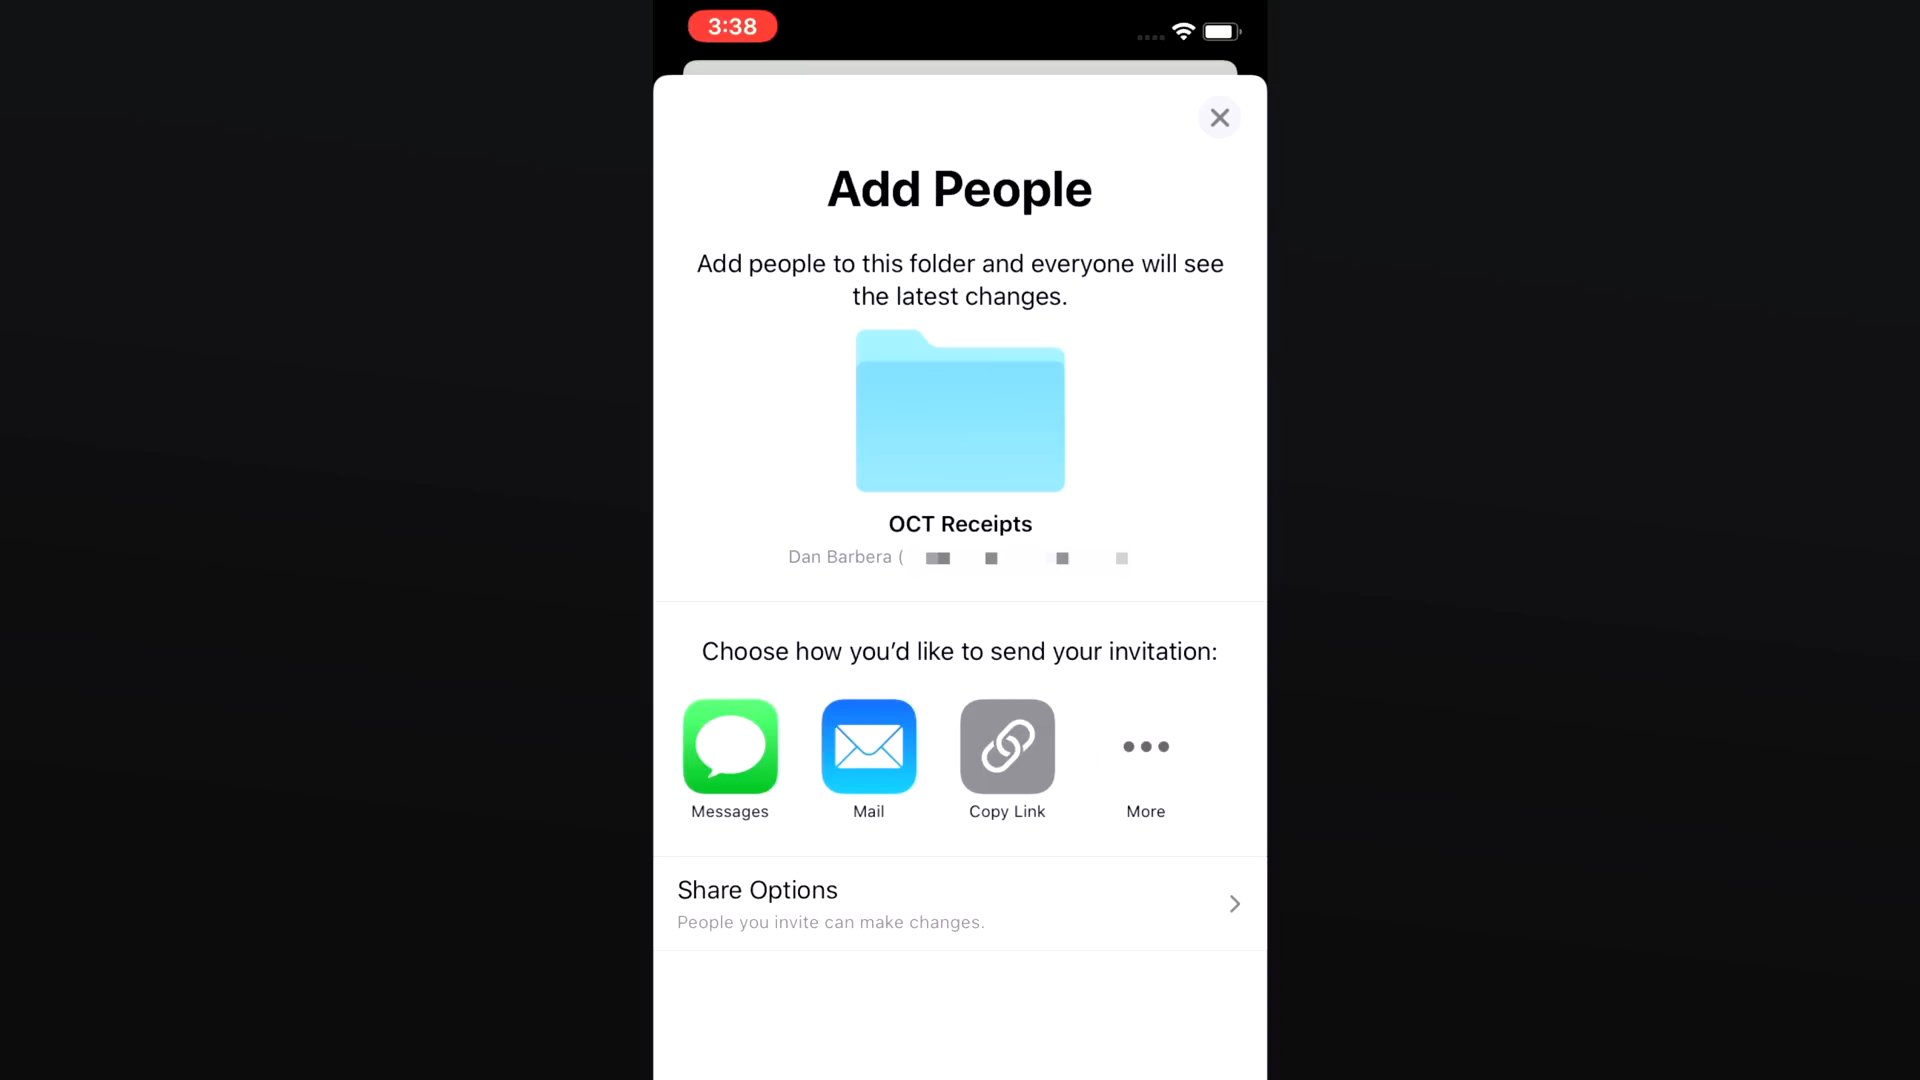 3:38
Add People
Add people to this folder and everyone will see
the latest changes.
OCT Receipts
Dan Barbera (
Choose how you’d like to send your invitation:
Messages
Mail
Copy Link
More
Share Options
People you invite can make changes.